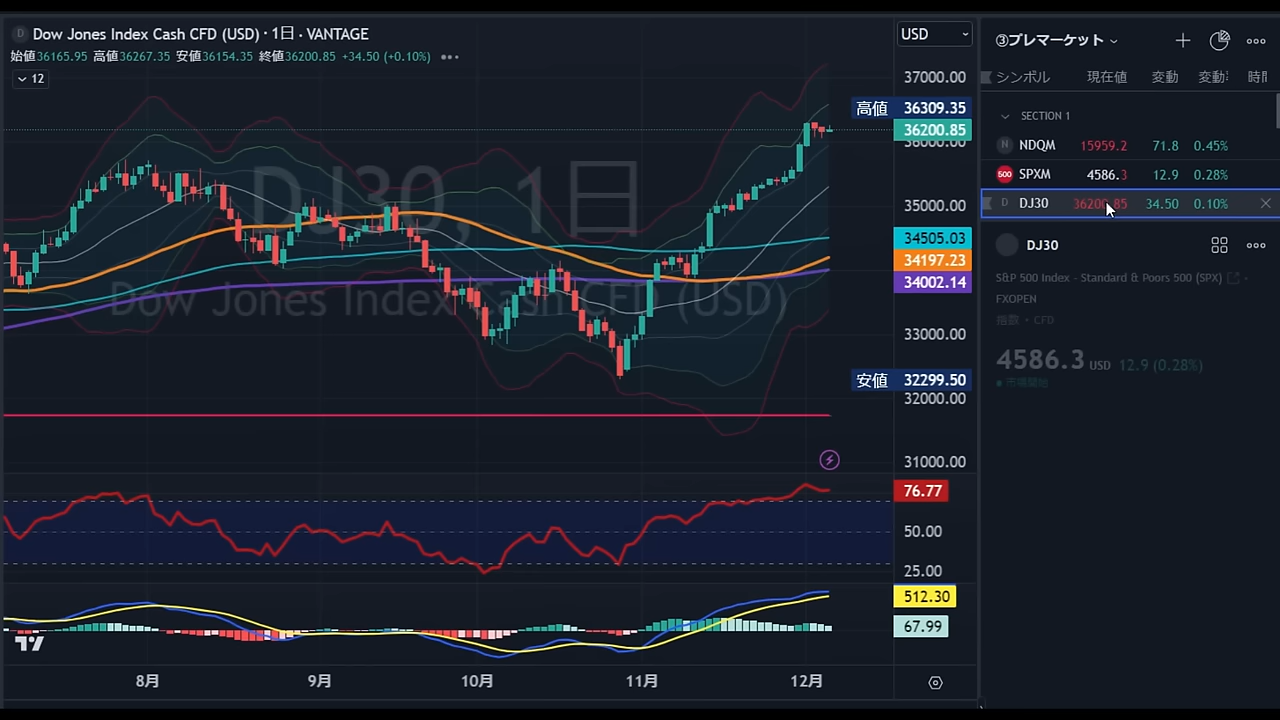 D Dow Jones Index Cash CFD (USD) · 1日 · VANTAGE
始値36165.95 高値36267.35 安値36154.35 終値36200.85 +34.50 (+0.10%)
12
DJ30, 1日
Dow Jones Index Cash CFD (USD)
USD
37000.00
高値 36309.35
36200.85
36000.00
35000.00
34505.03
34197.23
34002.14
33000.00
安値 32299.50
32000.00
31000.00
76.77
50.00
25.00
512.30
67.99
8月 9月 10月 11月 12月
③プレマーケット
シンボル 現在値 変動 変動 時
SECTION 1
N NDQM 15959.2 71.8 0.45%
500 SPXM 4586.3 12.9 0.28%
D DJ30 36200.85 34.50 0.10%
DJ30
S&P 500 Index - Standard & Poors 500 (SPX)
FXOPEN
指数 • CFD
4586.3 USD 12.9 (0.28%)
市場開始